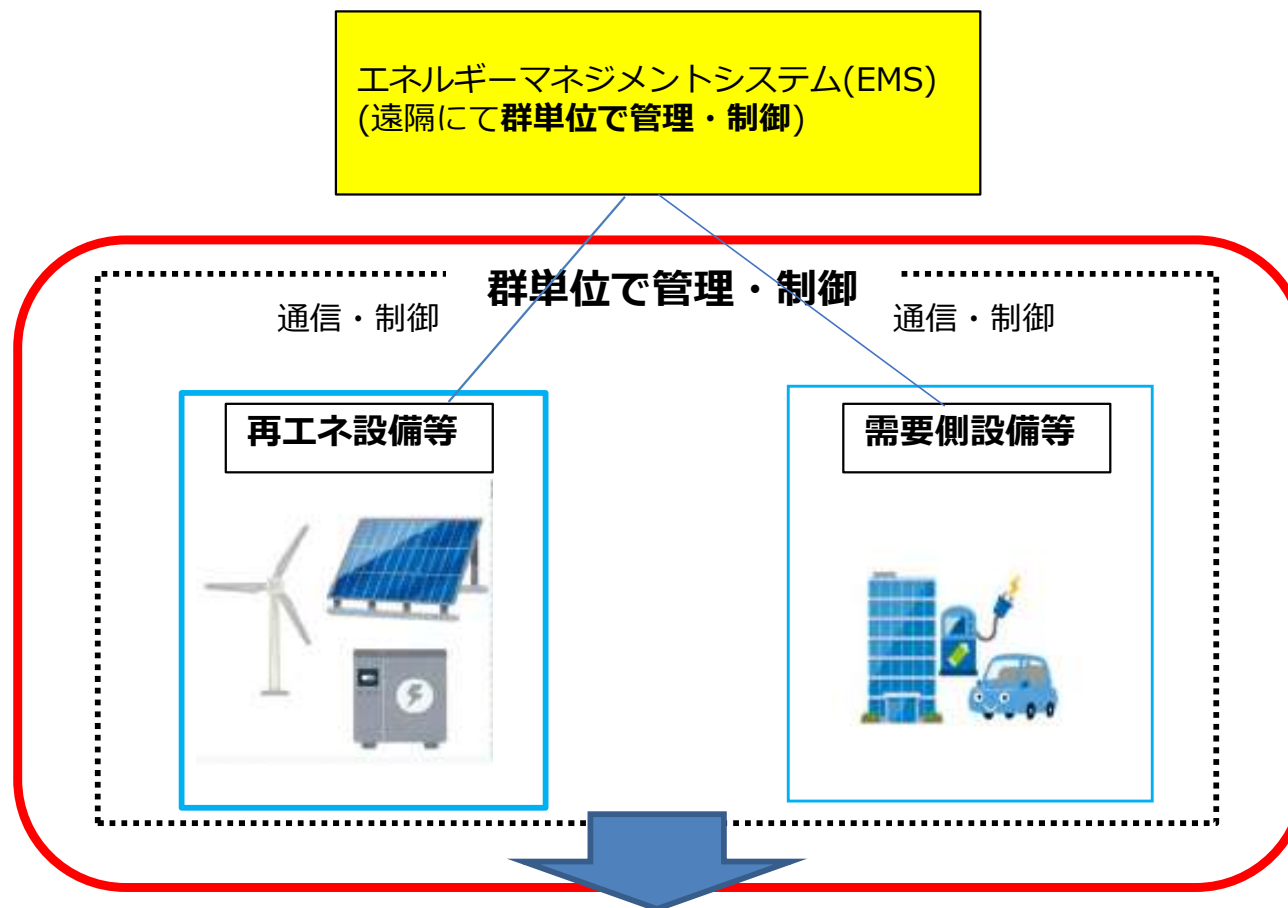 エネルギーマネジメントシステム(EMS)
(遠隔にて群単位で管理・制御)
群単位で管理・制御
通信・制御
通信・制御
再エネ設備等
需要側設備等